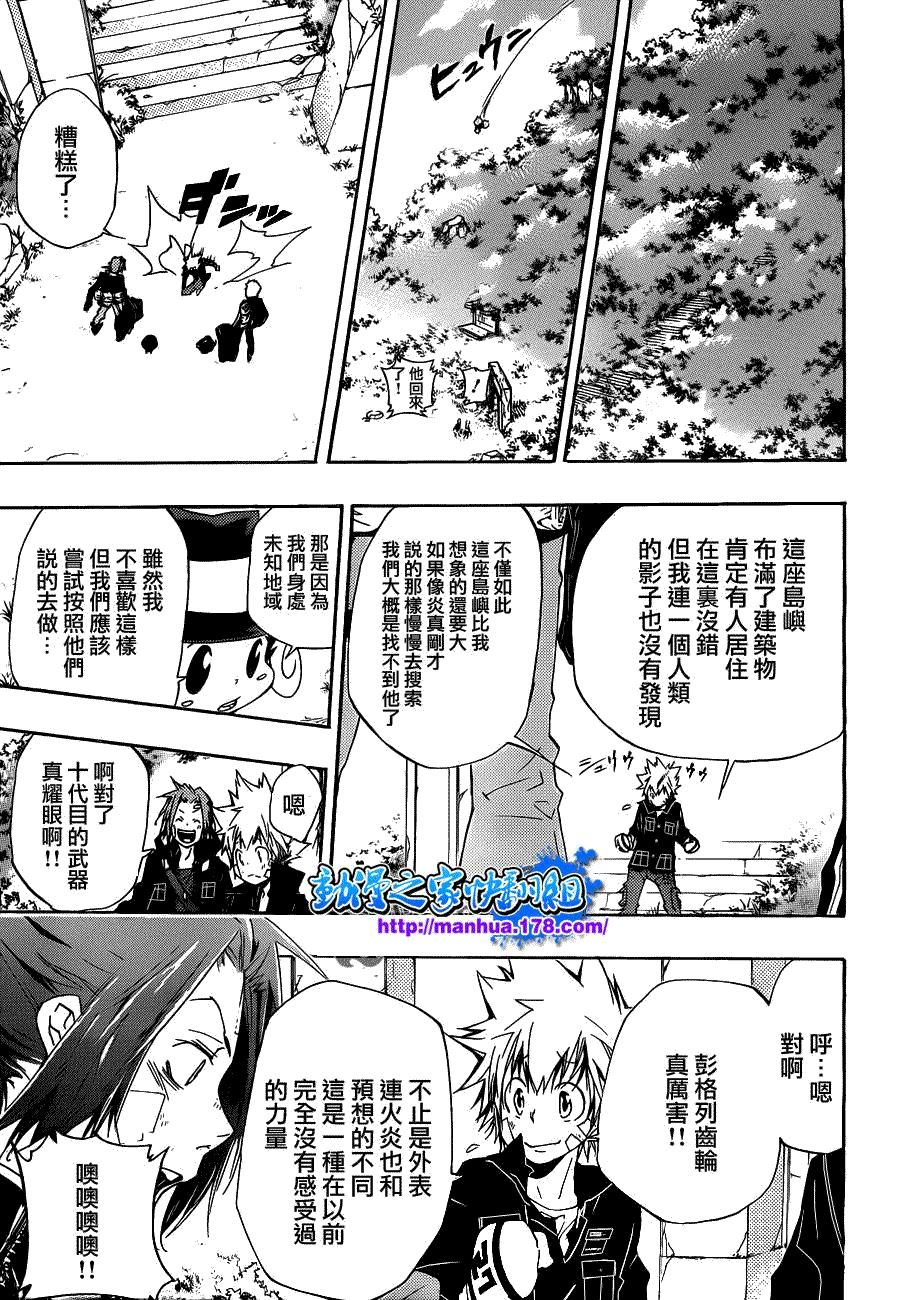 ヒュウン
他回來
了！
ダンッ
糟糕了…
這座島嶼
布滿了建築物
肯定有人居住
在這裏沒錯
但我連一個人類
的影子也沒有發現
ニュゥゥ
不僅如此
這座島嶼比我
想象的還要大
如果像炎真剛才
說的那樣慢慢去搜索
我們大概是找不到他了
那是因為
我們身處
未知地域
雖然我
不喜歡這樣
但我們應該
嘗試按照他們
說的去做…
嗯
啊對了
十代目的武器
真耀眼啊!!
動漫之家快翻組
http://manhua.178.com/
呼…嗯
對啊
彭格列齒輪
真厲害!!
不止是外表
連火炎也和
預想的不同
這是一種在以前
完全沒有感受過
的力量
噢噢噢噢!!